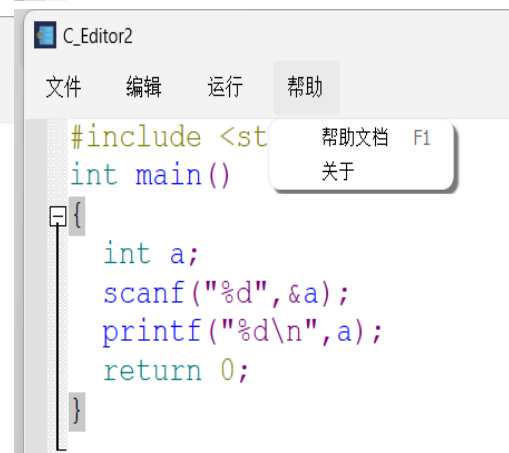 C_Editor2
文件 编辑 运行 帮助
帮助文档 F1
关于
#include <st
int main()
{
int a;
scanf("%d",&a);
printf("%d\n",a);
return 0;
}